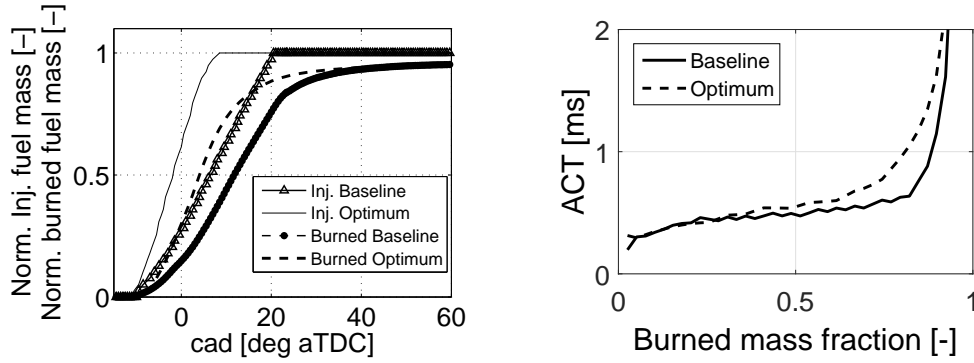 Norm. Inj. fuel mass [–]
Norm. burned fuel mass [–]
1
0.5
0
0
20
40
60
cad [deg aTDC]
Inj. Baseline
Inj. Optimum
Burned Baseline
Burned Optimum
ACT [ms]
2
1
0
0
0.5
1
Burned mass fraction [-]
Baseline
Optimum